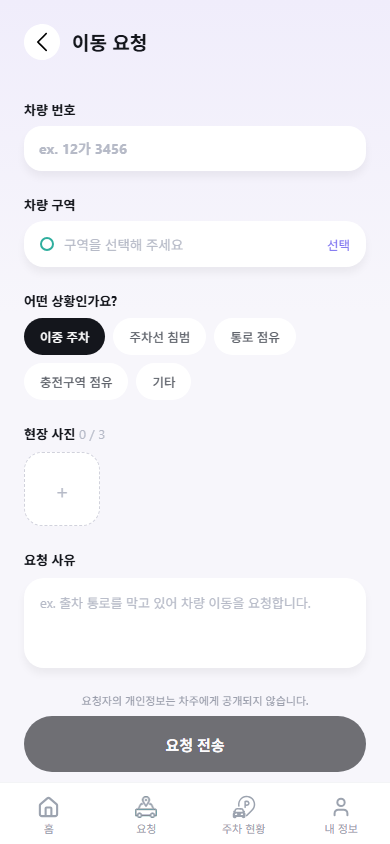 이동 요청
차량 번호
ex. 12가 3456
차량 구역
구역을 선택해 주세요 선택
어떤 상황인가요?
이중 주차 주차선 침범 통로 점유
충전구역 점유 기타
현장 사진 0 / 3
+
요청 사유
ex. 출차 통로를 막고 있어 차량 이동을 요청합니다.
요청자의 개인정보는 차주에게 공개되지 않습니다.
요청 전송
P
홈 요청 주차 현황 내 정보